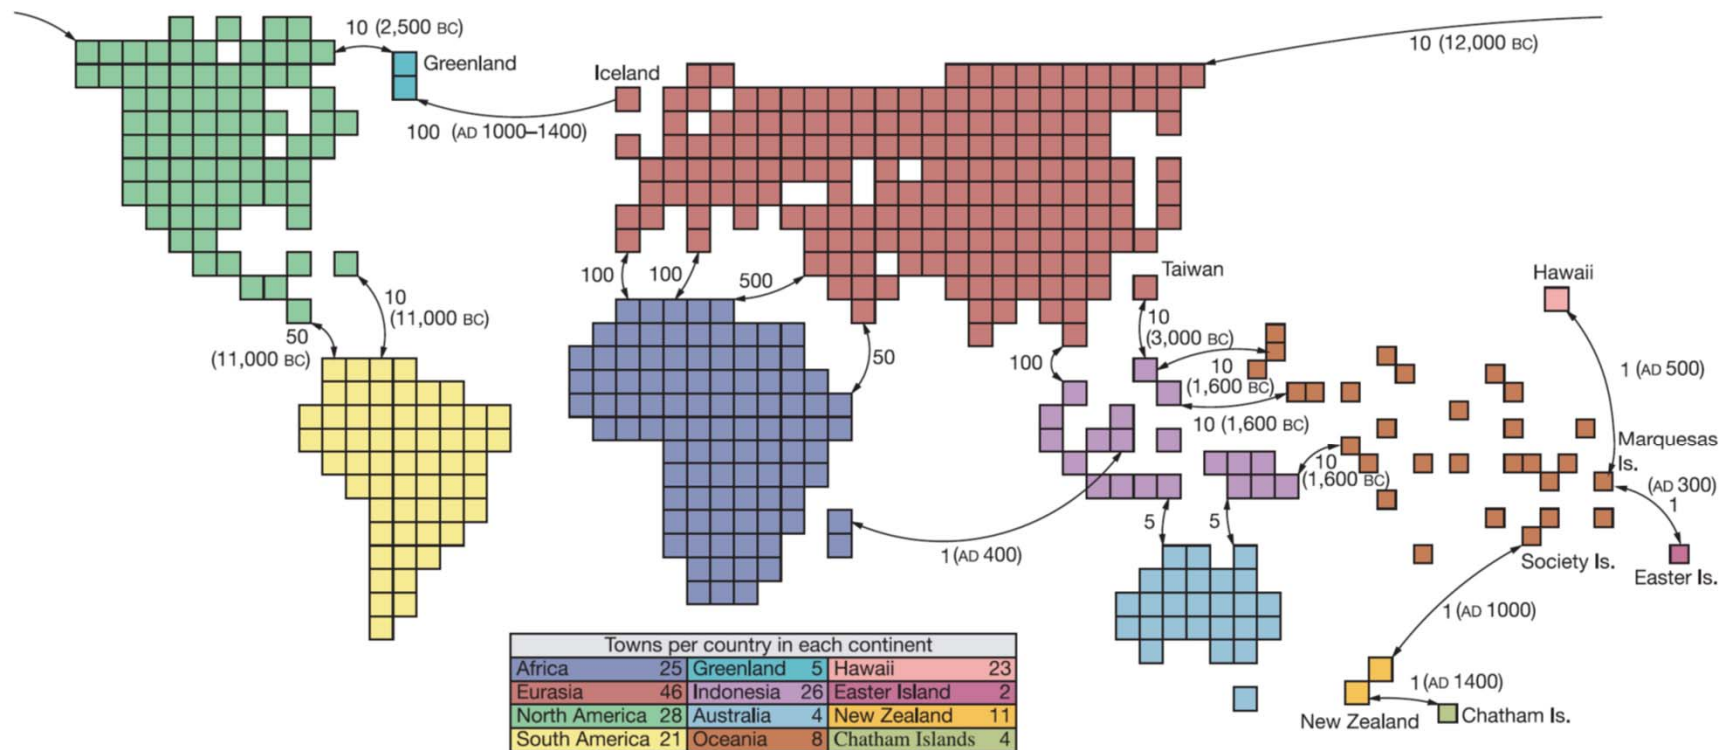 10 (2,500 BC)
Greenland
Iceland
10 (12,000 BC)
100 (AD 1000–1400)
Taiwan
Hawaii
100
100
500
10
(11,000 BC)
50
(11,000 BC)
10
(3,000 BC)
50
100
10
(1,600 BC)
1 (AD 500)
10 (1,600 BC)
Marquesas
Is.
10
(1,600 BC)
(AD 300)
1
5
5
1 (AD 400)
Society Is.
Easter Is.
1 (AD 1000)
Towns per country in each continent
Africa 25 Greenland 5 Hawaii 23
Eurasia 46 Indonesia 26 Easter Island 2
North America 28 Australia 4 New Zealand 11
South America 21 Oceania 8 Chatham Islands 4
1 (AD 1400)
New Zealand
Chatham Is.